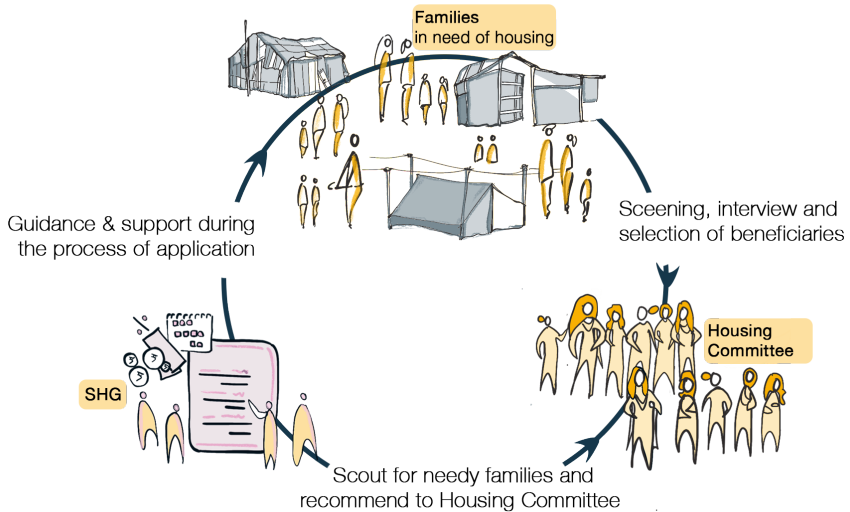 Families
in need of housing
Guidance & support during
the process of application
Sceening, interview and
selection of beneficiaries
Housing
Committee
SHG
Scout for needy families and
recommend to Housing Committee